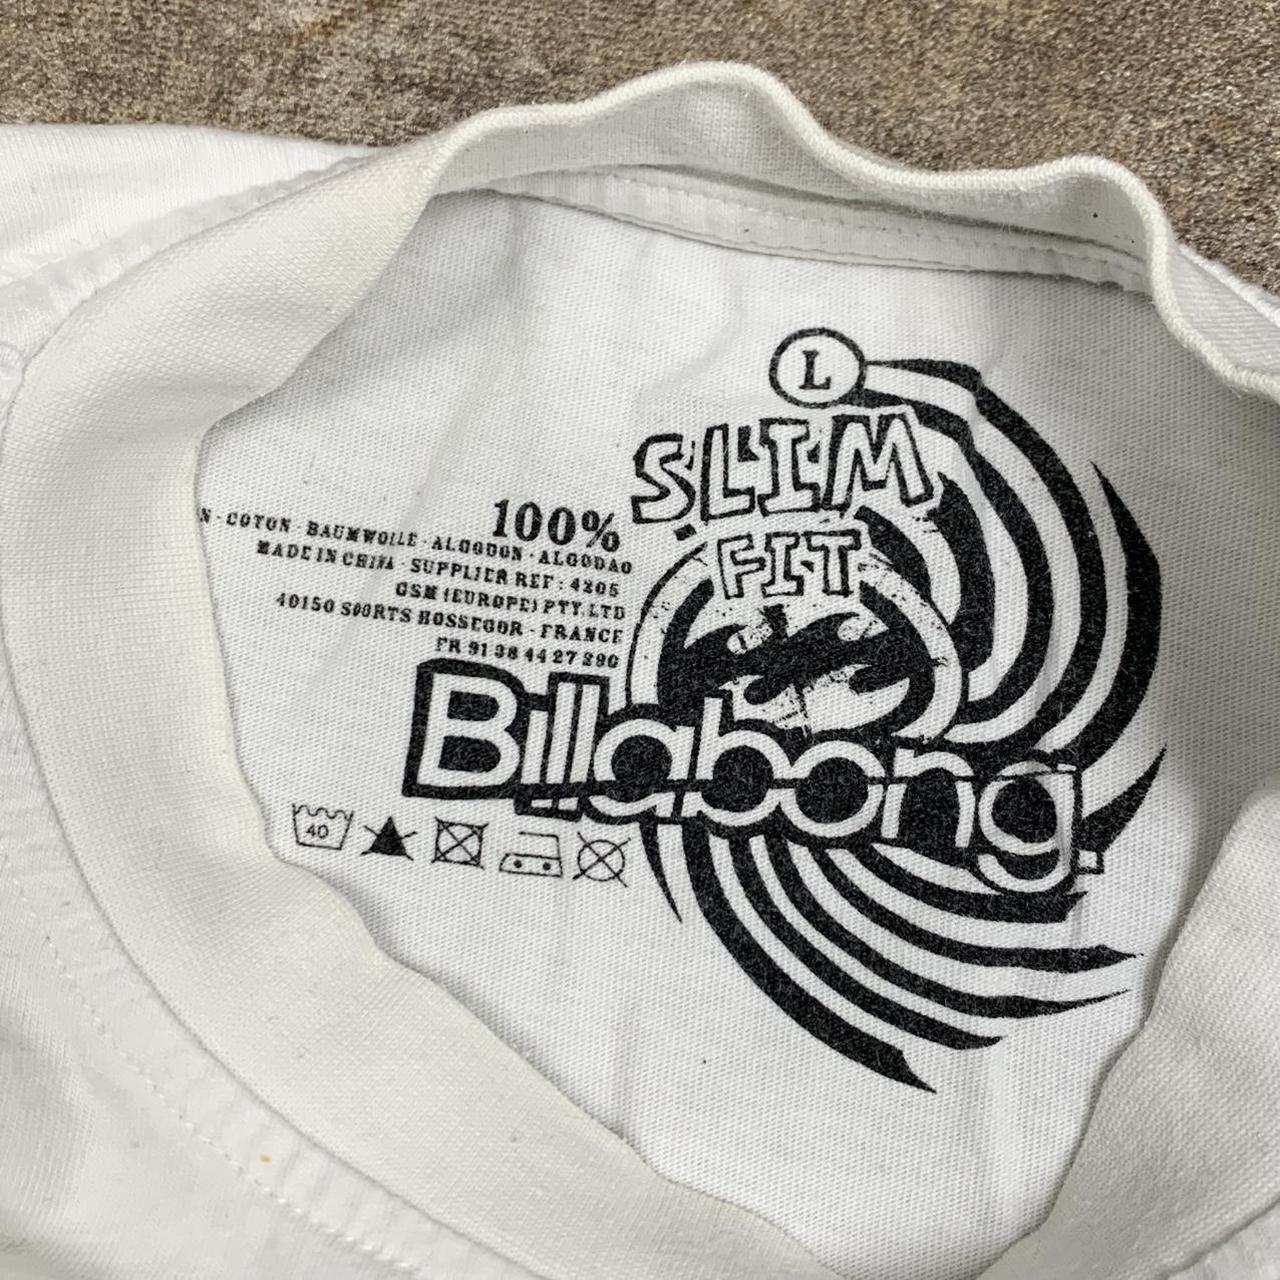 L
SLIM
FIT
100%
N · COTON · BAUMWOLLE · ALGODON · ALGODAO
MADE IN CHINA · SUPPLIER REF : 4205
GSM (EUROPE) PTY.LTD
40150 SOORTS HOSSEGOR · FRANCE
FR 91 38 44 27 290
Billabong.
40